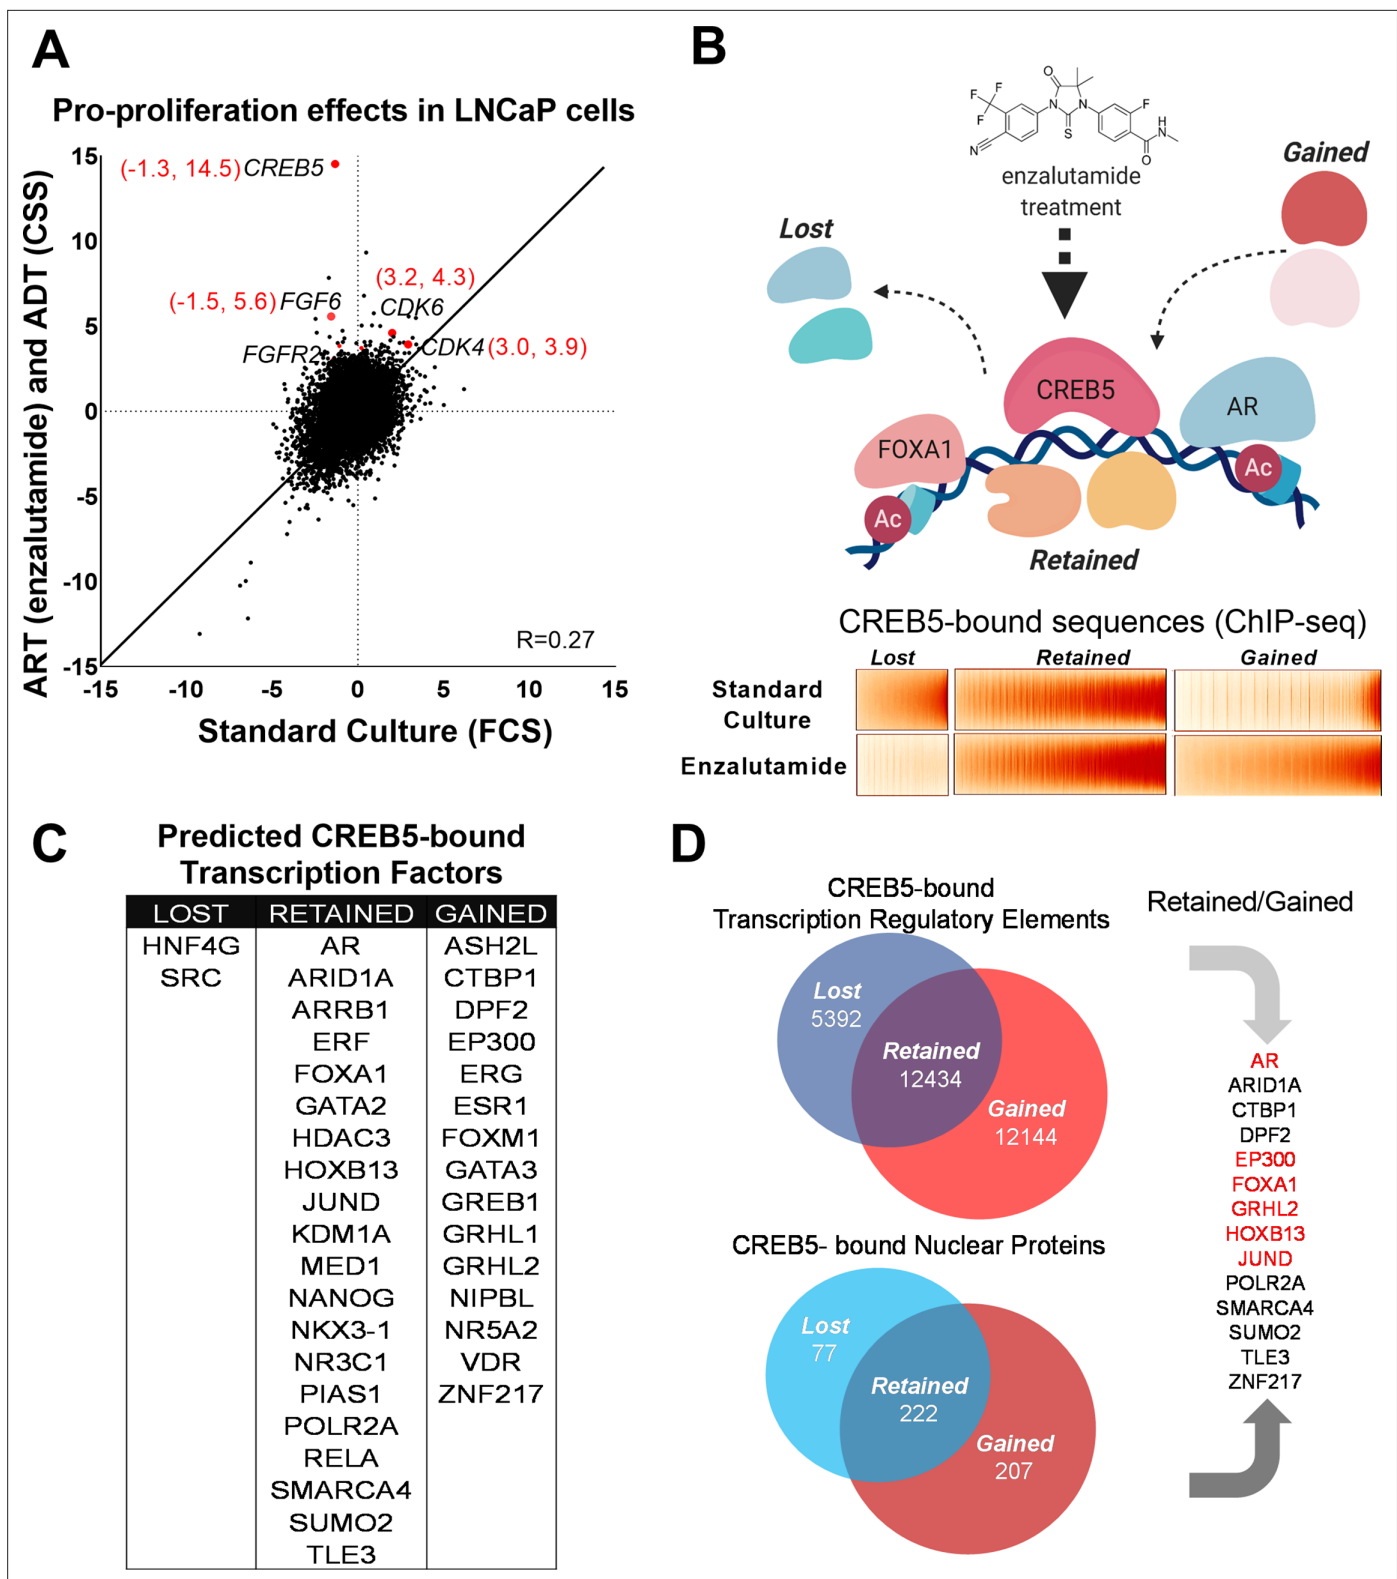 A
Pro-proliferation effects in LNCaP cells
ART (enzalutamide) and ADT (CSS)
15
10
5
0
-5
-10
-15
(-1.3, 14.5) CREB5
(3.2, 4.3)
(-1.5, 5.6) FGF6
CDK6
FGFR2
CDK4 (3.0, 3.9)
R=0.27
-15 -10 -5 0 5 10 15
Standard Culture (FCS)
B
O
F
F
F
N
N
S
N
F
H
N
O
enzalutamide
treatment
Gained
Lost
CREB5
AR
FOXA1
Ac
Ac
Retained
CREB5-bound sequences (ChIP-seq)
Lost Retained Gained
Standard
Culture
Enzalutamide
C
Predicted CREB5-bound
Transcription Factors
LOST RETAINED GAINED
HNF4G AR ASH2L
SRC ARID1A CTBP1
ARRB1 DPF2
ERF EP300
FOXA1 ERG
GATA2 ESR1
HDAC3 FOXM1
HOXB13 GATA3
JUND GREB1
KDM1A GRHL1
MED1 GRHL2
NANOG NIPBL
NKX3-1 NR5A2
NR3C1 VDR
PIAS1 ZNF217
POLR2A
RELA
SMARCA4
SUMO2
TLE3
D
CREB5-bound
Transcription Regulatory Elements
Lost
5392
Retained
12434
Gained
12144
CREB5- bound Nuclear Proteins
Lost
77
Retained
222
Gained
207
Retained/Gained
AR
ARID1A
CTBP1
DPF2
EP300
FOXA1
GRHL2
HOXB13
JUND
POLR2A
SMARCA4
SUMO2
TLE3
ZNF217